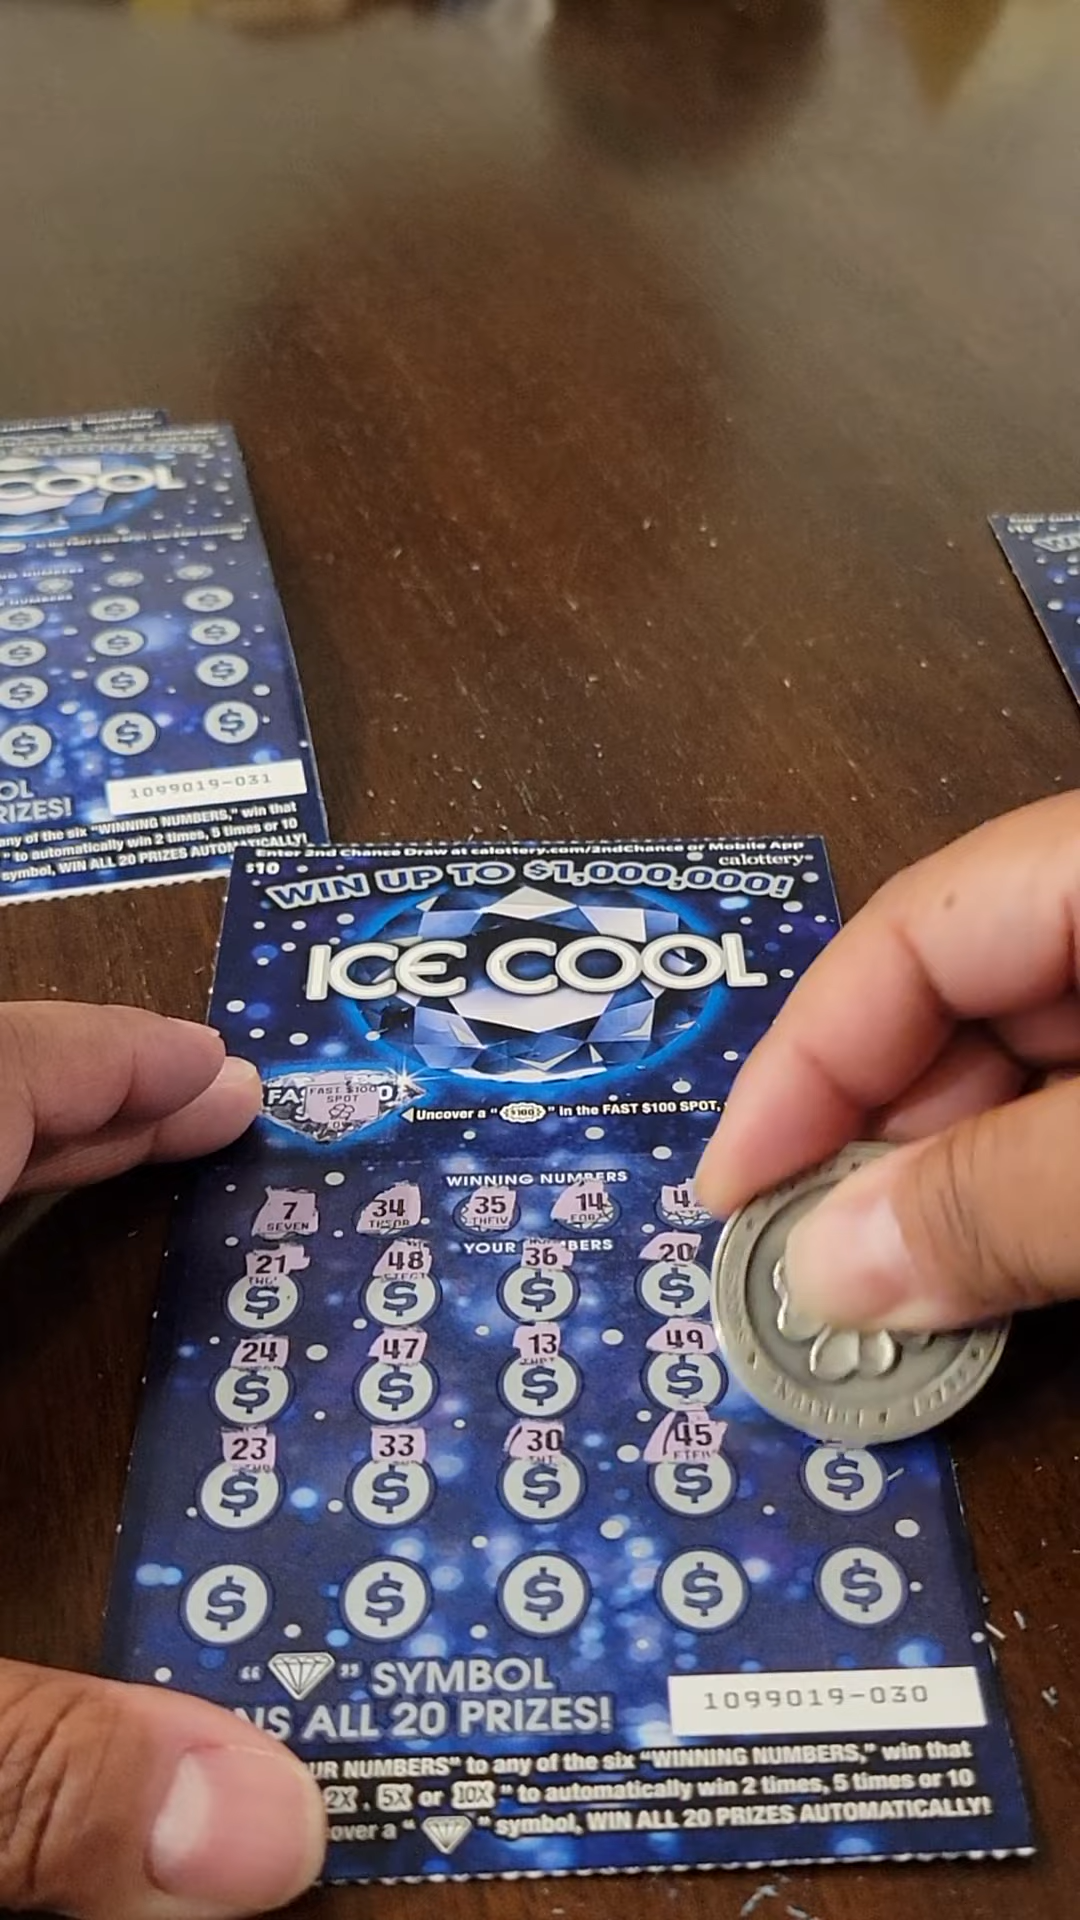 COOL
1099019-031
OL
RIZES!
any of the six "WINNING NUMBERS," win that
" to automatically win 2 times, 5 times or 10
symbol, WIN ALL 20 PRIZES AUTOMATICALLY!
Enter 2nd Chance Draw at calottery.com/2ndChance or Mobile App
$10
calottery
WIN UP TO $1,000,000!
ICE COOL
FAST $100
SPOT
Uncover a "$100" in the FAST $100 SPOT,
WINNING NUMBERS
7 34 35 14
SEVEN
YOUR NUMBERS
21 48 36 20
$ $ $ $
24 47 13 49
$ $ $ $
23 33 30 45
$ $ $ $ $
$ $ $ $ $
" " SYMBOL
NS ALL 20 PRIZES!
1099019-030
UR NUMBERS" to any of the six "WINNING NUMBERS," win that
2X, 5X or 10X " to automatically win 2 times, 5 times or 10
over a " " symbol, WIN ALL 20 PRIZES AUTOMATICALLY!